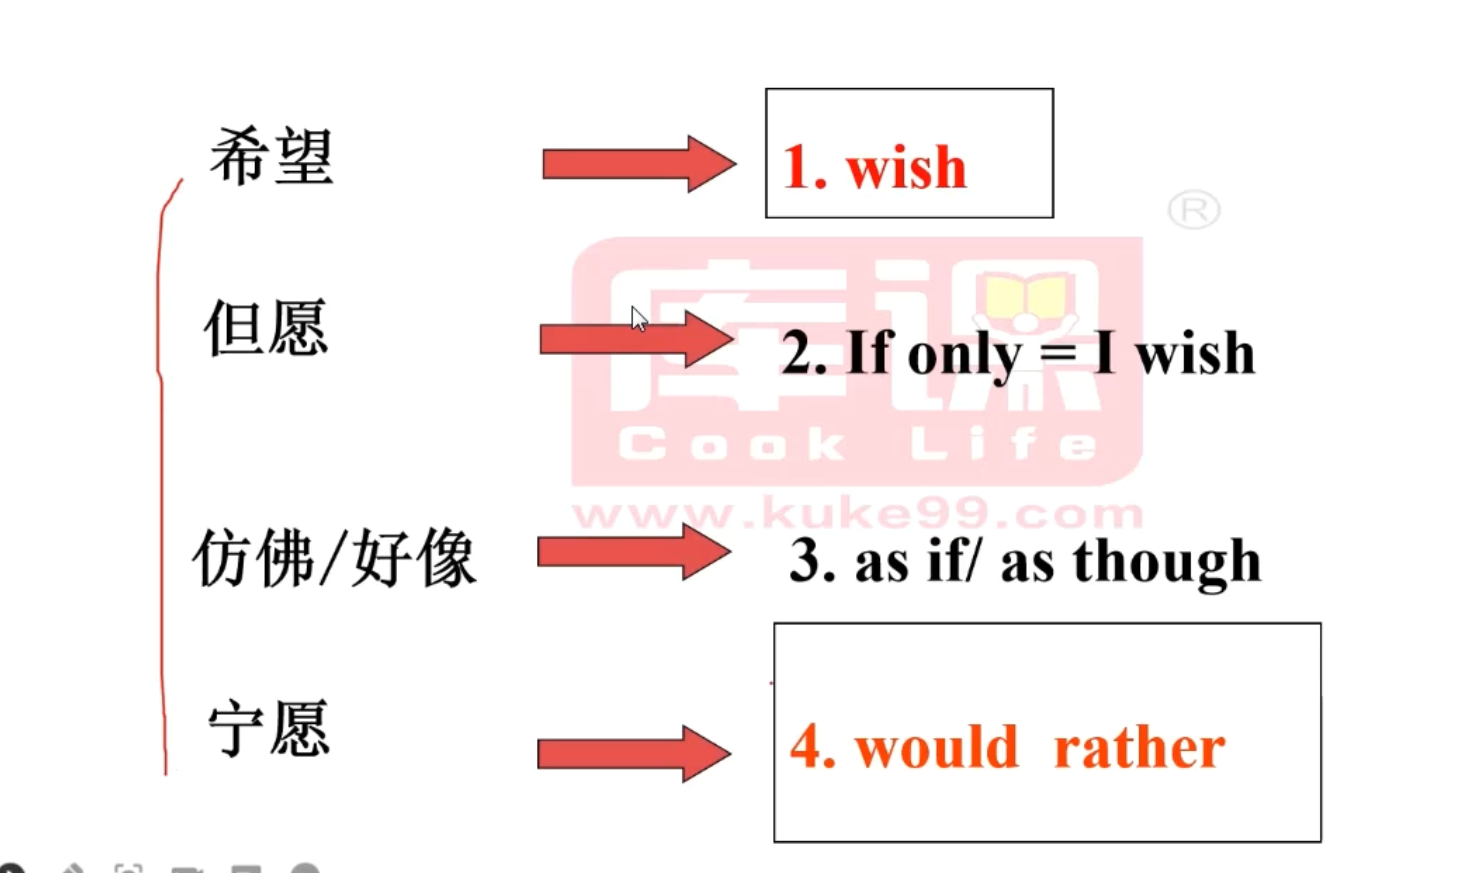 希望
1. wish
®
但愿
2. If only = I wish
库课
Cook Life
www.kuke99.com
仿佛/好像
3. as if/ as though
宁愿
4. would rather